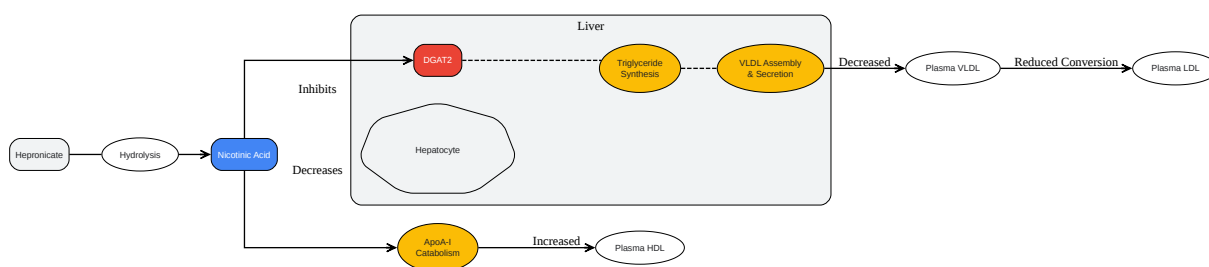 Liver
DGAT2
Triglyceride
Synthesis
VLDL Assembly
& Secretion
Decreased
Plasma VLDL
Reduced Conversion
Plasma LDL
Inhibits
Hepronicate
Hydrolysis
Nicotinic Acid
Hepatocyte
Decreases
ApoA-I
Catabolism
Increased
Plasma HDL